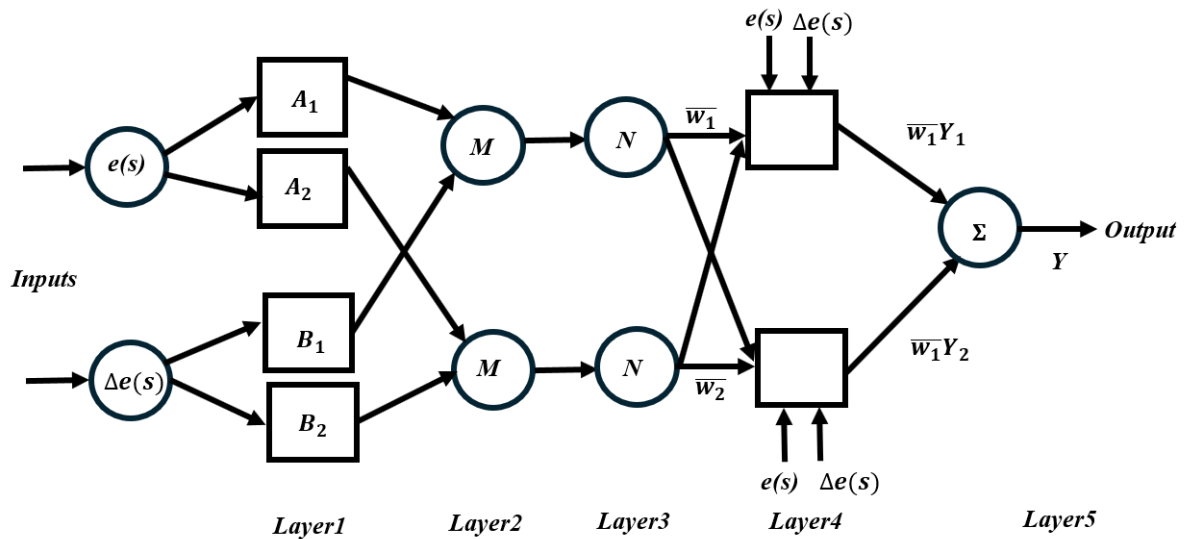 e(s) Δe(s)
A₁
A₂
e(s)
M
N
w̅₁
w̅₁Y₁
Σ
Output
Y
Inputs
B₁
B₂
Δe(s)
M
N
w̅₂
w̅₁Y₂
e(s) Δe(s)
Layer1 Layer2 Layer3 Layer4 Layer5